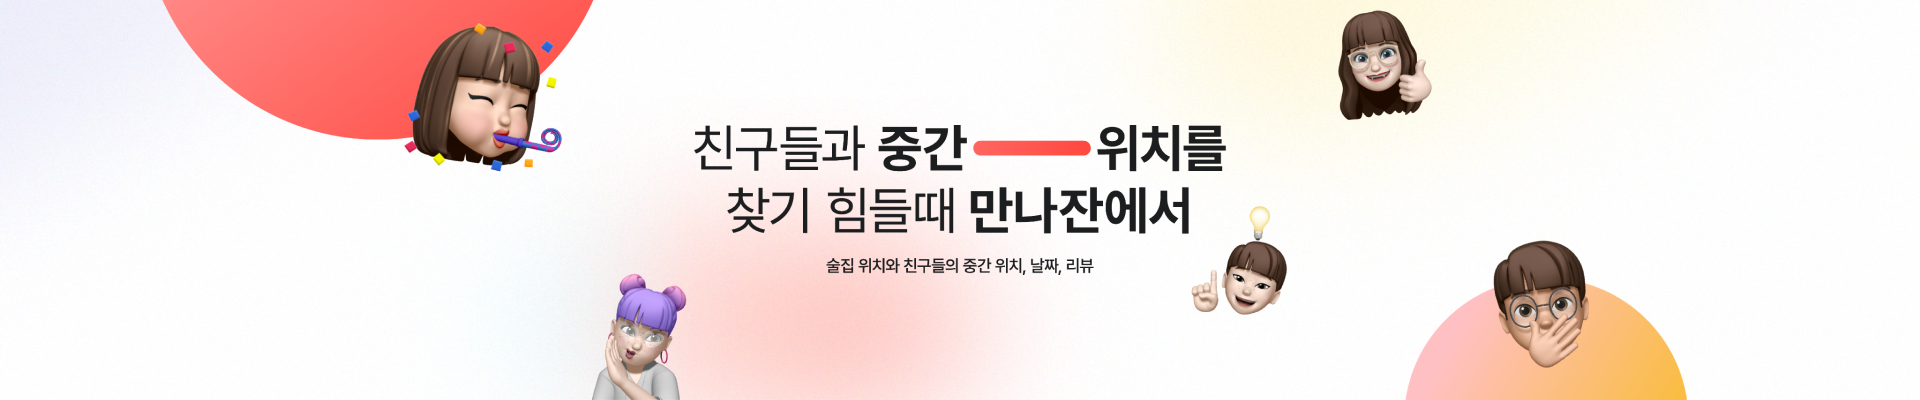 친구들과 중간 위치를
찾기 힘들때 만나잔에서
술집 위치와 친구들의 중간 위치, 날짜, 리뷰